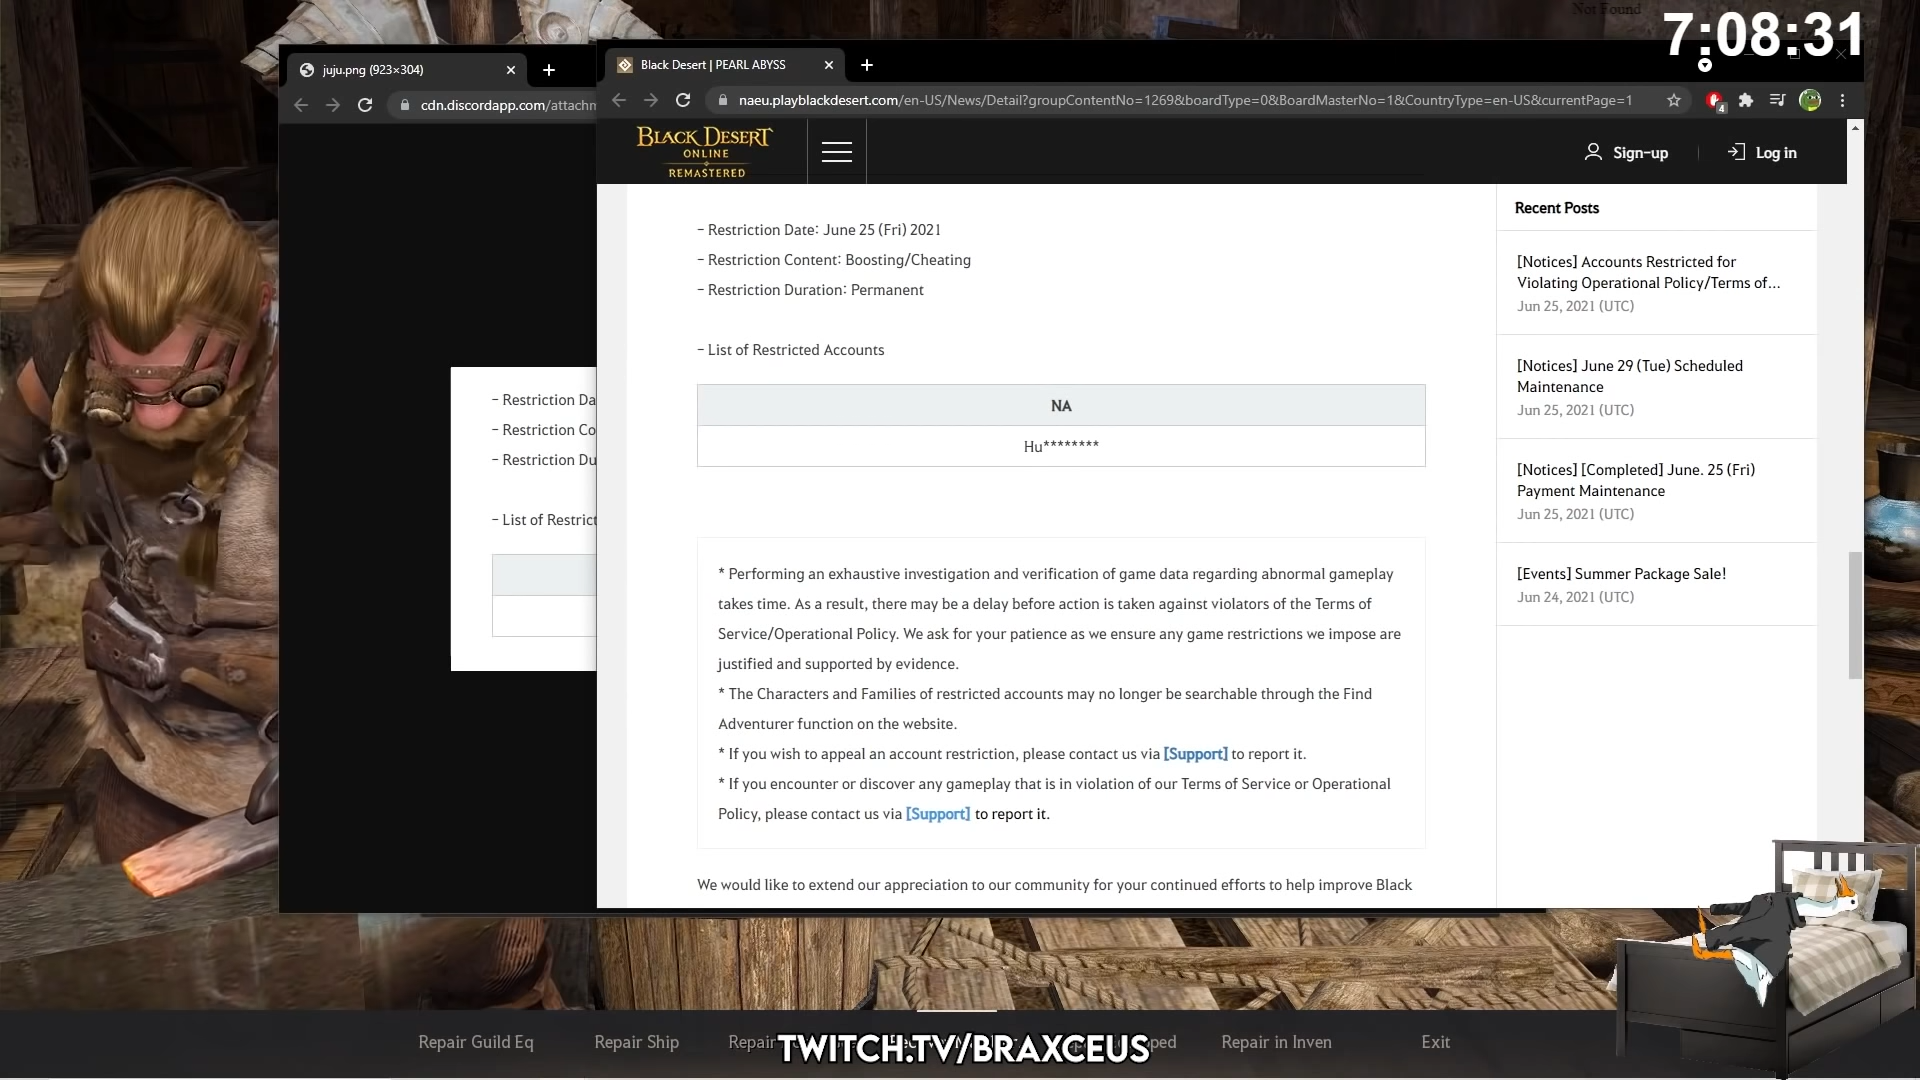 Not Found
7:08:31
juju.png (923×304)
cdn.discordapp.com/attachm
Black Desert | PEARL ABYSS
naeu.playblackdesert.com/en-US/News/Detail?groupContentNo=1269&boardType=0&BoardMasterNo=1&CountryType=en-US&currentPage=1
4
BLACK DESERT
ONLINE
REMASTERED
Sign-up
Log in
- Restriction Da
- Restriction Co
- Restriction Du
- List of Restrict
- Restriction Date: June 25 (Fri) 2021
- Restriction Content: Boosting/Cheating
- Restriction Duration: Permanent
- List of Restricted Accounts
NA
Hu********
* Performing an exhaustive investigation and verification of game data regarding abnormal gameplay
takes time. As a result, there may be a delay before action is taken against violators of the Terms of
Service/Operational Policy. We ask for your patience as we ensure any game restrictions we impose are
justified and supported by evidence.
* The Characters and Families of restricted accounts may no longer be searchable through the Find
Adventurer function on the website.
* If you wish to appeal an account restriction, please contact us via [Support] to report it.
* If you encounter or discover any gameplay that is in violation of our Terms of Service or Operational
Policy, please contact us via [Support] to report it.
We would like to extend our appreciation to our community for your continued efforts to help improve Black
Recent Posts
[Notices] Accounts Restricted for
Violating Operational Policy/Terms of...
Jun 25, 2021 (UTC)
[Notices] June 29 (Tue) Scheduled
Maintenance
Jun 25, 2021 (UTC)
[Notices] [Completed] June. 25 (Fri)
Payment Maintenance
Jun 25, 2021 (UTC)
[Events] Summer Package Sale!
Jun 24, 2021 (UTC)
Repair Guild Eq
Repair Ship
Repair
Repair in Inven
Exit
TWITCH.TV/BRAXCEUS